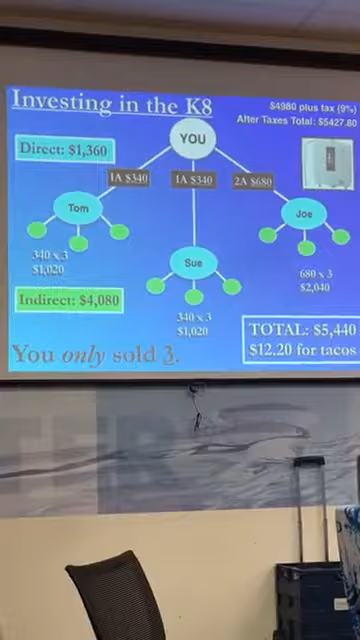 Investing in the K8
$4980 plus tax (9%)
After Taxes Total: $5427.80
YOU
Direct: $1,360
1A $340
1A $340
2A $680
Tom
Joe
340 x 3
$1,020
Sue
680 x 3
$2,040
Indirect: $4,080
340 x 3
$1,020
TOTAL: $5,440
$12.20 for tacos
You only sold 3.
TER